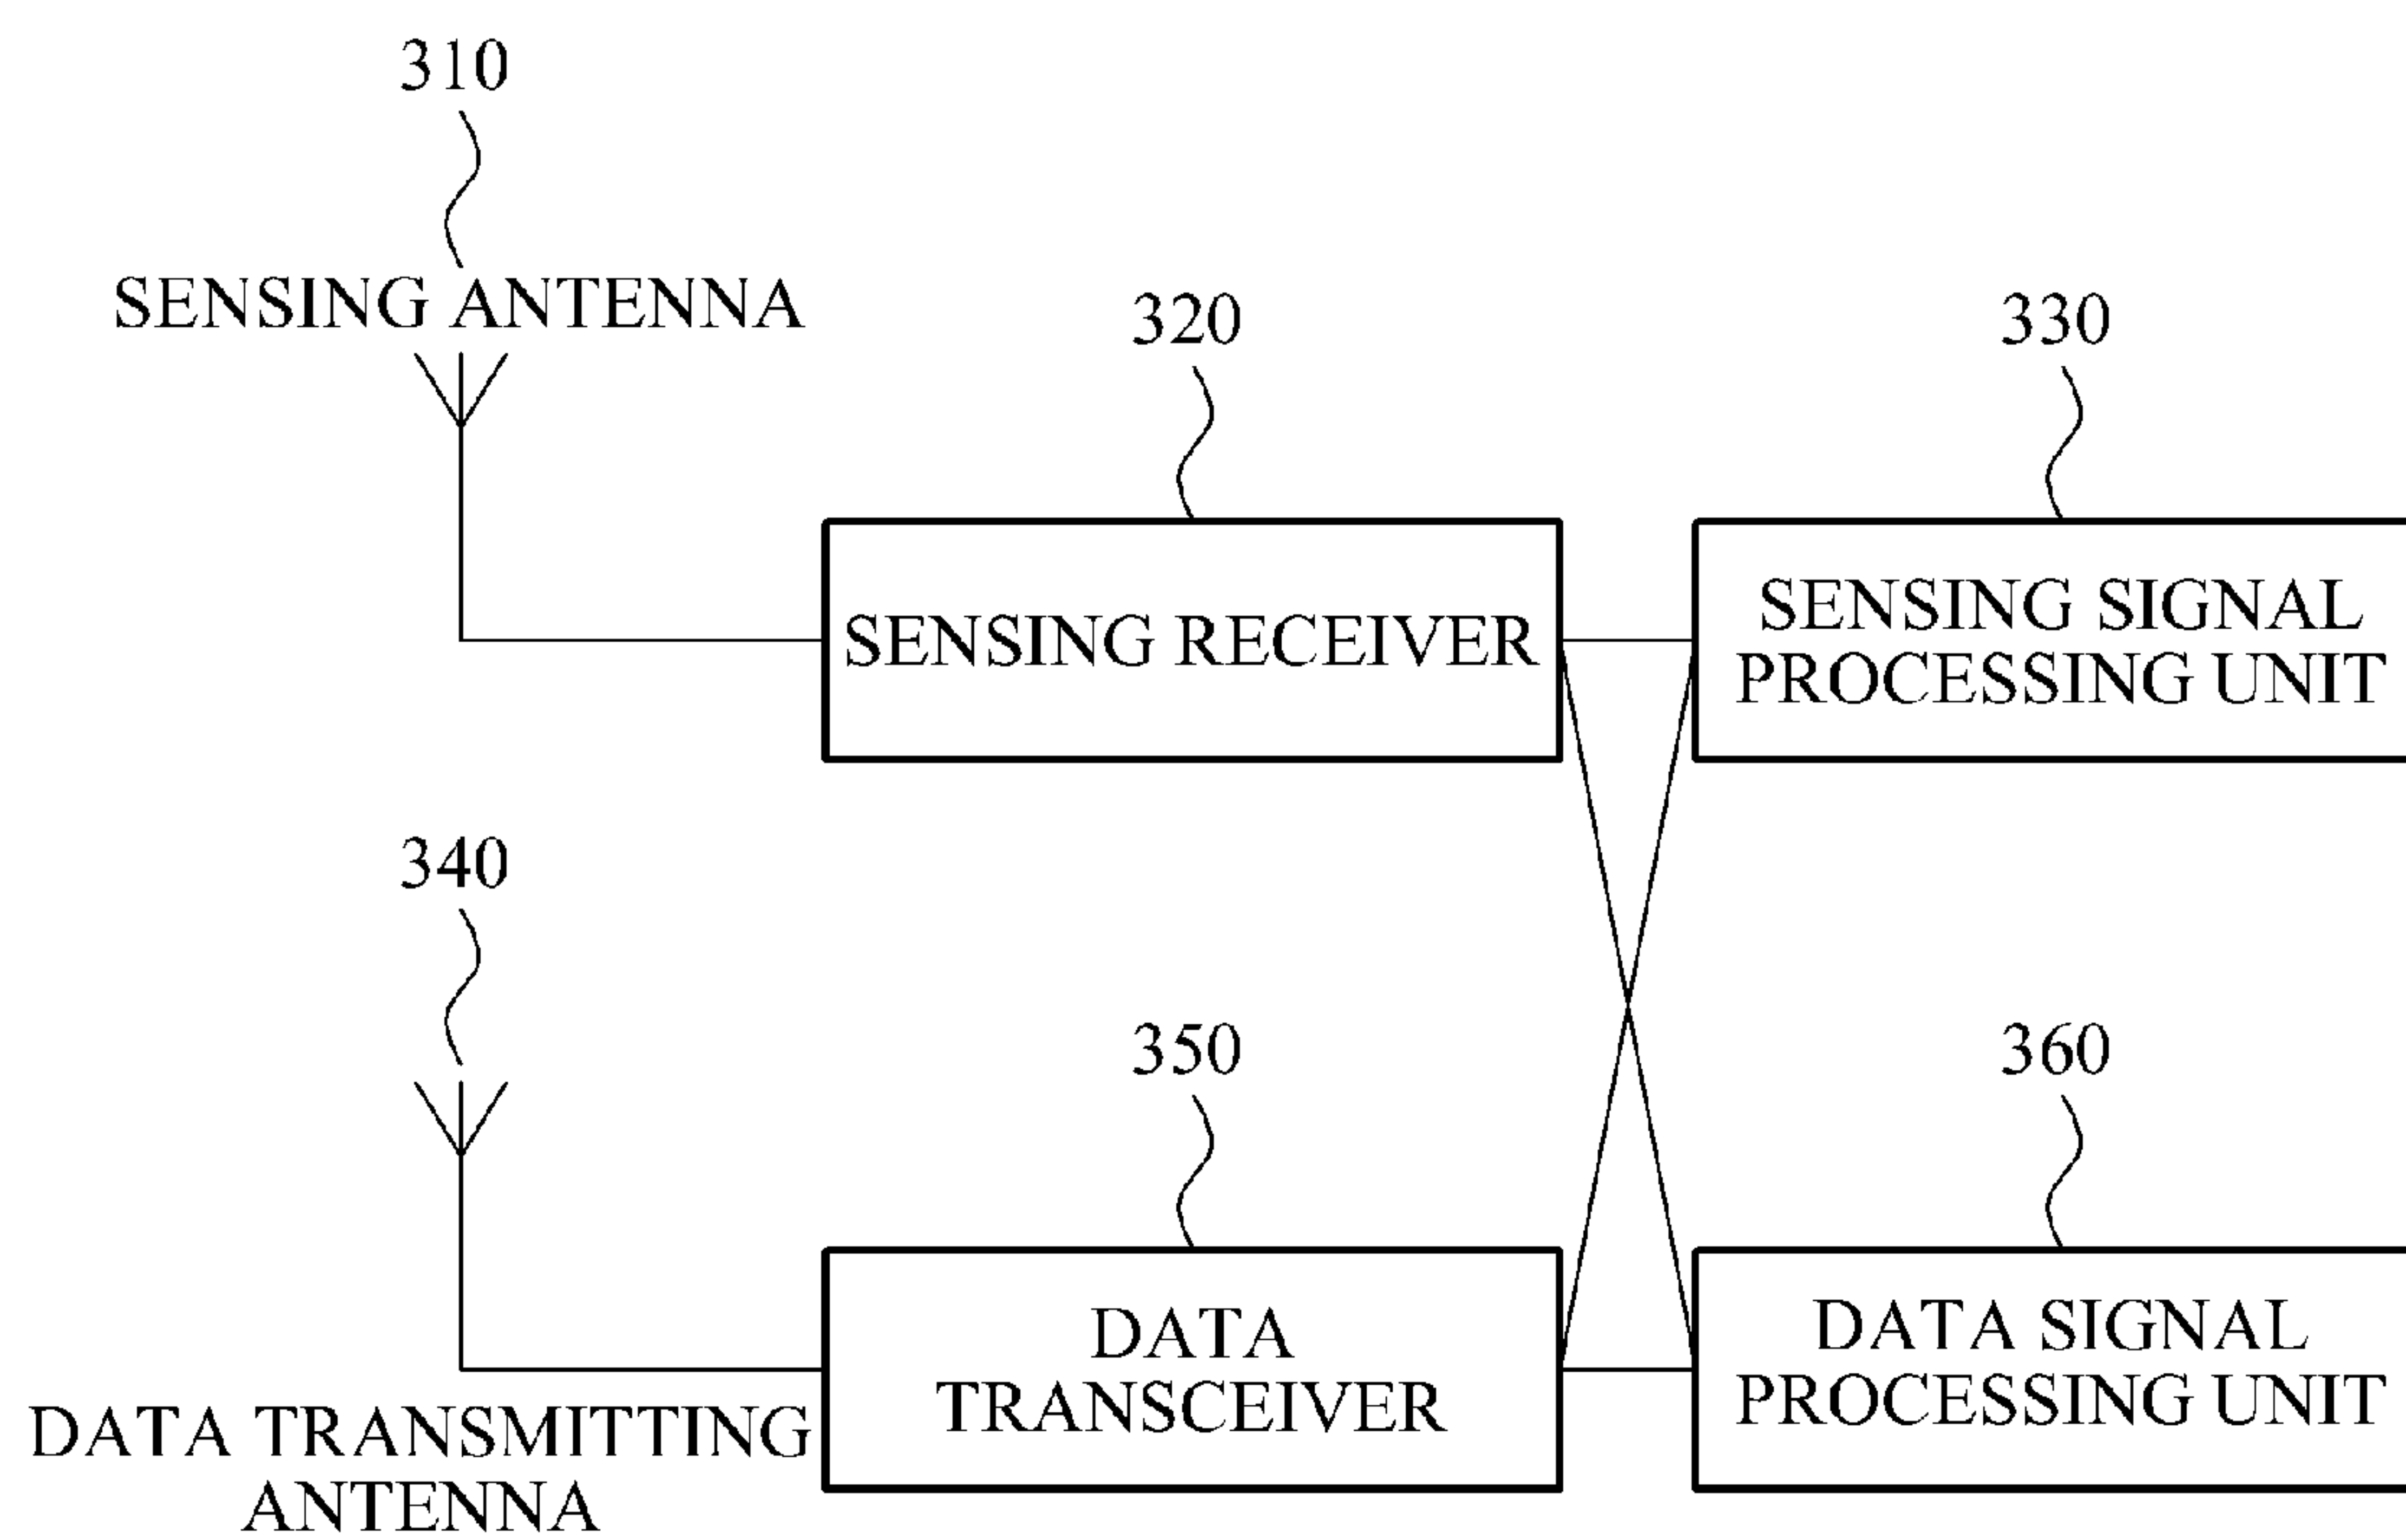 310
SENSING ANTENNA
320
330
SENSING RECEIVER
SENSING SIGNAL
PROCESSING UNIT
340
350
360
DATA
TRANSCEIVER
DATA SIGNAL
PROCESSING UNIT
DATA TRANSMITTING
ANTENNA